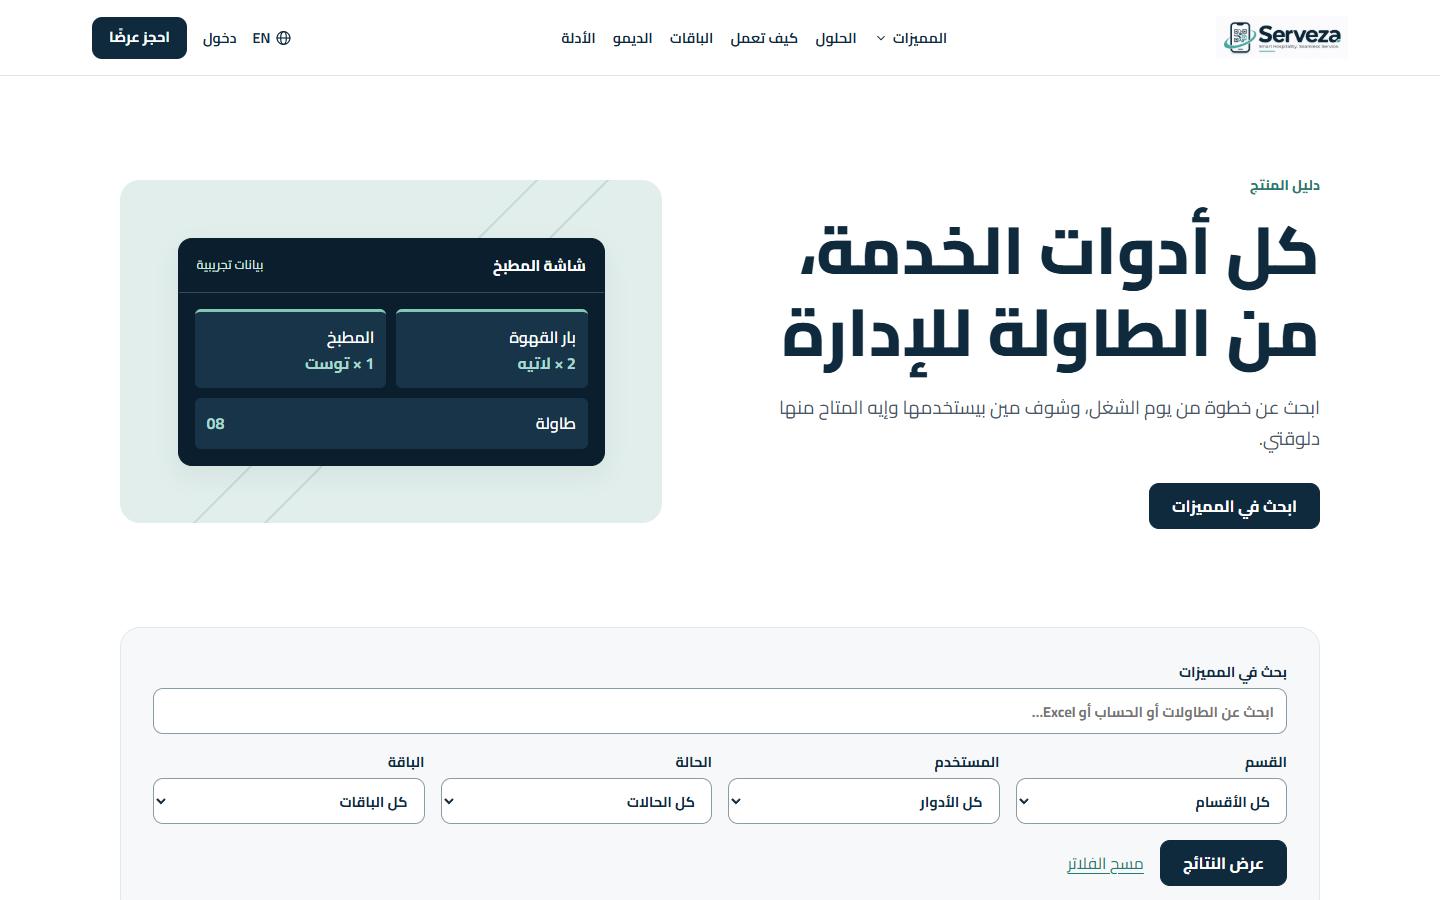 Serveza
Smart Hospitality. Seamless Service.
المميزات
الحلول
كيف تعمل
الباقات
الديمو
الأدلة
EN
دخول
احجز عرضًا
دليل المنتج
كل أدوات الخدمة،
من الطاولة للإدارة
ابحث عن خطوة من يوم الشغل، وشوف مين بيستخدمها وإيه المتاح منها
دلوقتي.
ابحث في المميزات
شاشة المطبخ
بيانات تجريبية
بار القهوة
2 × لاتيه
المطبخ
1 × توست
طاولة
08
بحث في المميزات
ابحث عن الطاولات أو الحساب أو Excel...
القسم
كل الأقسام
المستخدم
كل الأدوار
الحالة
كل الحالات
الباقة
كل الباقات
عرض النتائج
مسح الفلاتر